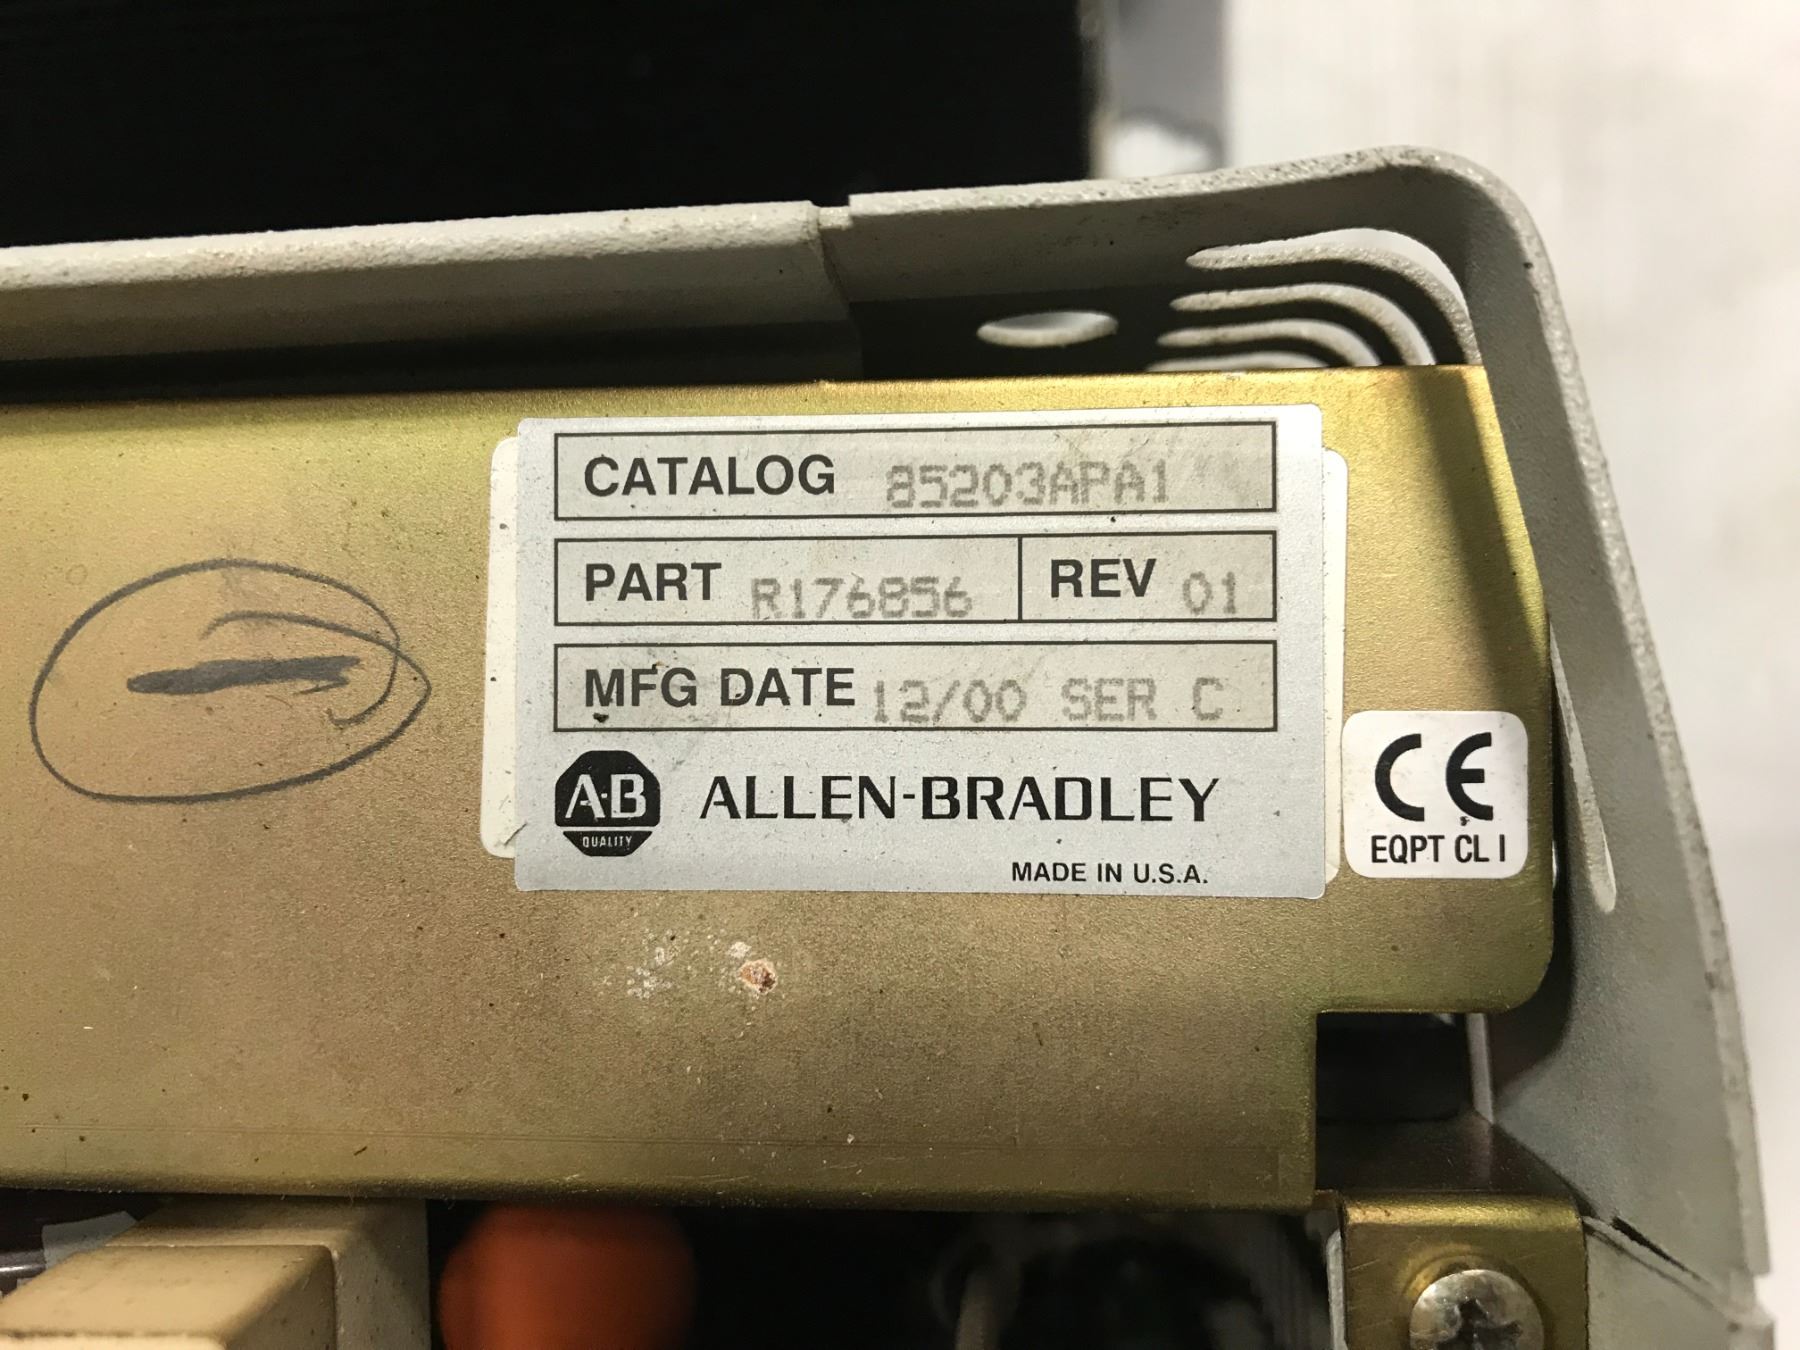 CATALOG 85203APA1
PART R176856 REV 01
MFG DATE 12/00 SER C
A-B ALLEN-BRADLEY
QUALITY
MADE IN U.S.A.
CE
EQPT CL I